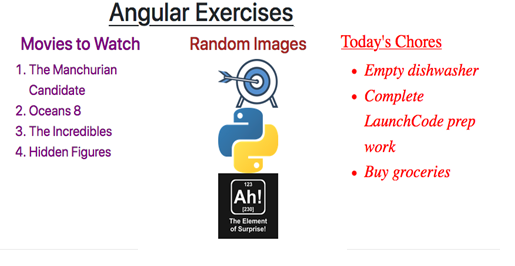 Angular Exercises
Movies to Watch
1. The Manchurian
Candidate
2. Oceans 8
3. The Incredibles
4. Hidden Figures
Random Images
123
Ah!
[230]
The Element
of Surprise!
Today's Chores
• Empty dishwasher
• Complete
LaunchCode prep
work
• Buy groceries